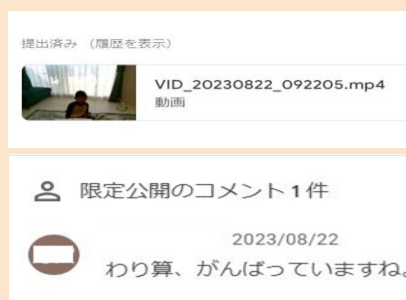 提出済み （履歴を表示）
VID_20230822_092205.mp4
動画
限定公開のコメント 1 件
2023/08/22
わり算、がんばっていますね。